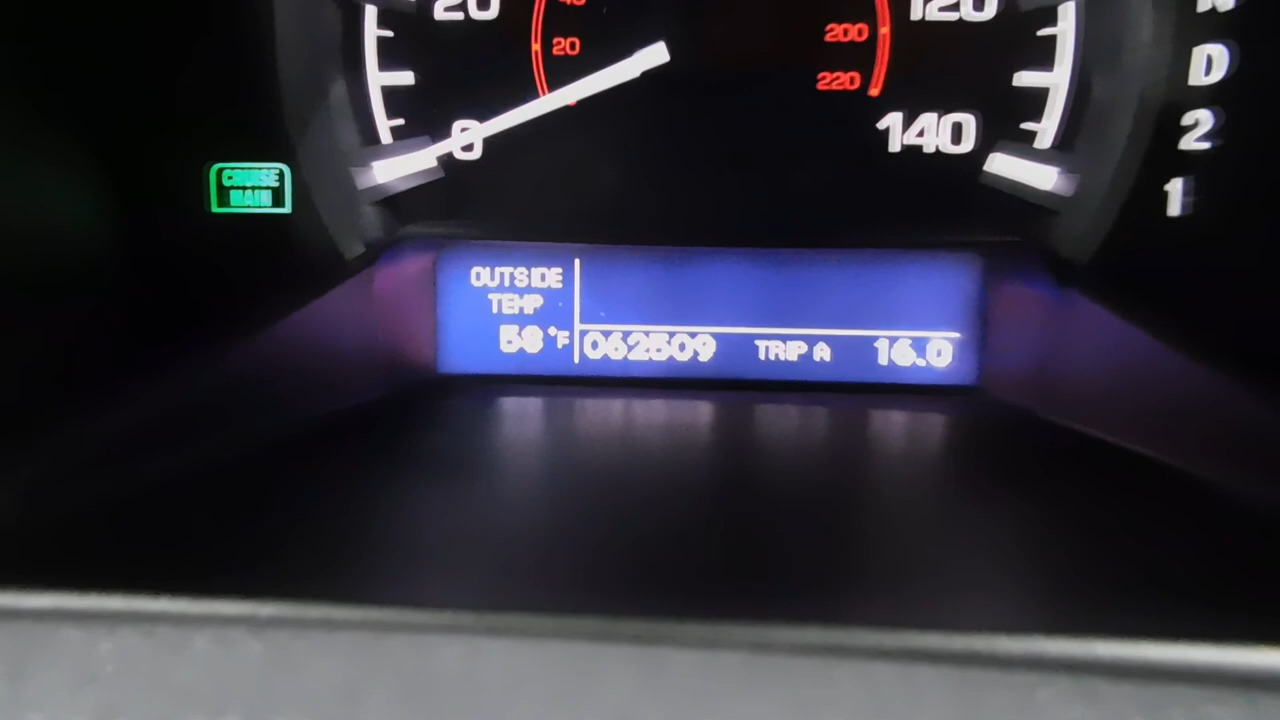 20
120
20
200
220
0
140
D
2
1
CRUISE
MAIN
OUTSIDE
TEMP
58°F
062509 TRIP A 16.0